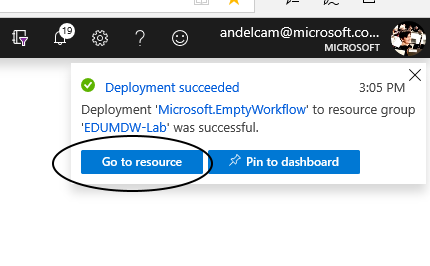 19
andelcam@microsoft.co...
MICROSOFT
Deployment succeeded
3:05 PM
Deployment 'Microsoft.EmptyWorkflow' to resource group
'EDUMDW-Lab' was successful.
Go to resource
Pin to dashboard